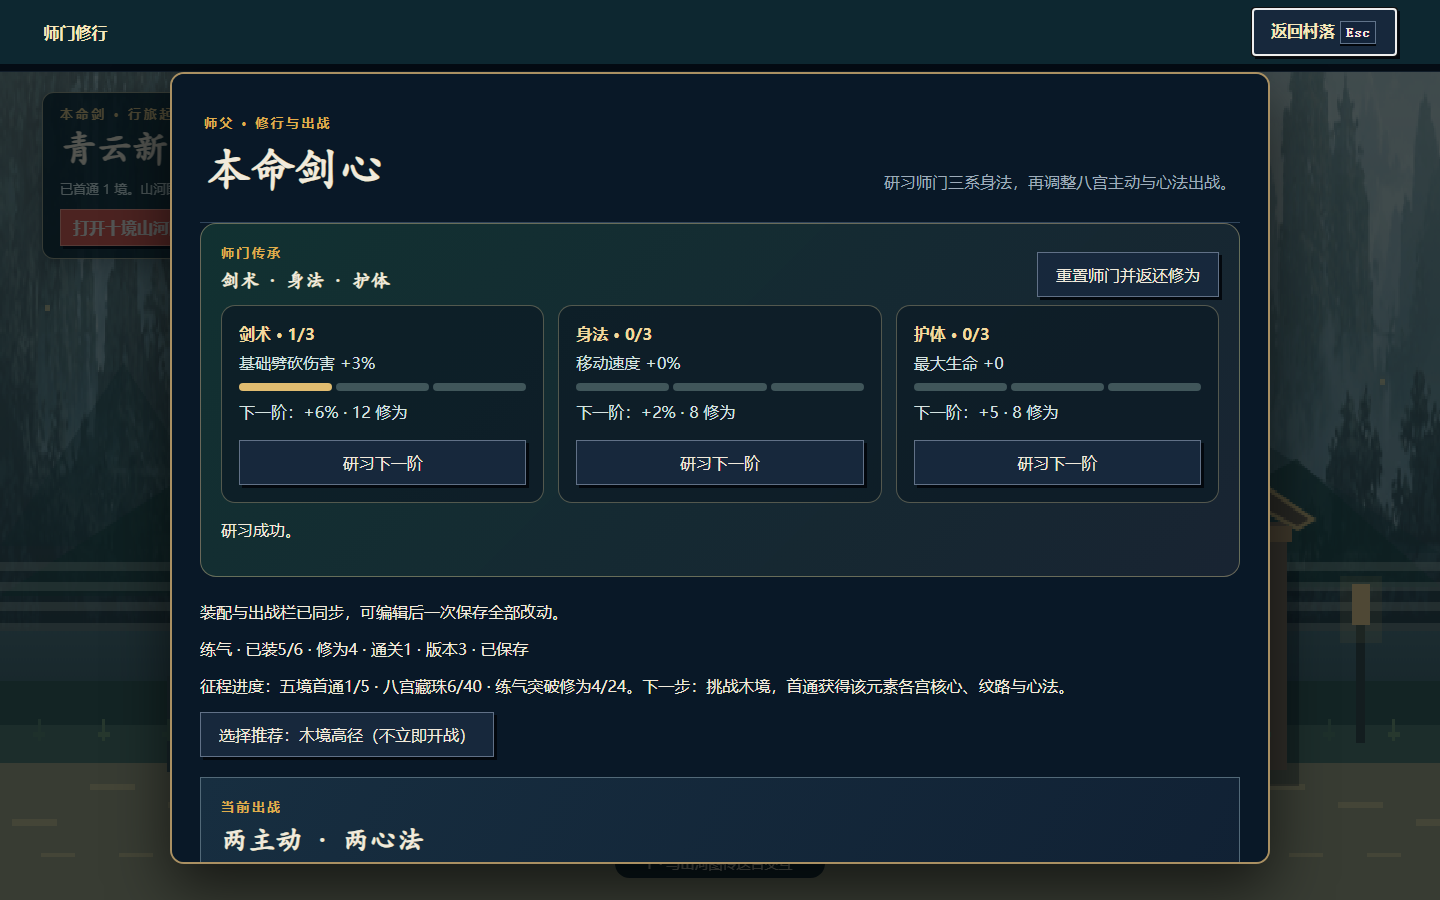 师门修行
返回村落 Esc
本命剑 • 行旅起
青云新
已首通 1 境。山河
打开十境山河
师父 • 修行与出战
本命剑心
研习师门三系身法，再调整八宫主动与心法出战。
师门传承
剑术 · 身法 · 护体
重置师门并返还修为
剑术 • 1/3
基础劈砍伤害 +3%
下一阶：+6% · 12 修为
研习下一阶
身法 • 0/3
移动速度 +0%
下一阶：+2% · 8 修为
研习下一阶
护体 • 0/3
最大生命 +0
下一阶：+5 · 8 修为
研习下一阶
研习成功。
装配与出战栏已同步，可编辑后一次保存全部改动。
练气 · 已装5/6 · 修为4 · 通关1 · 版本3 · 已保存
征程进度：五境首通1/5 · 八宫藏珠6/40 · 练气突破修为4/24。下一步：挑战木境，首通获得该元素各宫核心、纹路与心法。
选择推荐：木境高径（不立即开战）
当前出战
两主动 · 两心法